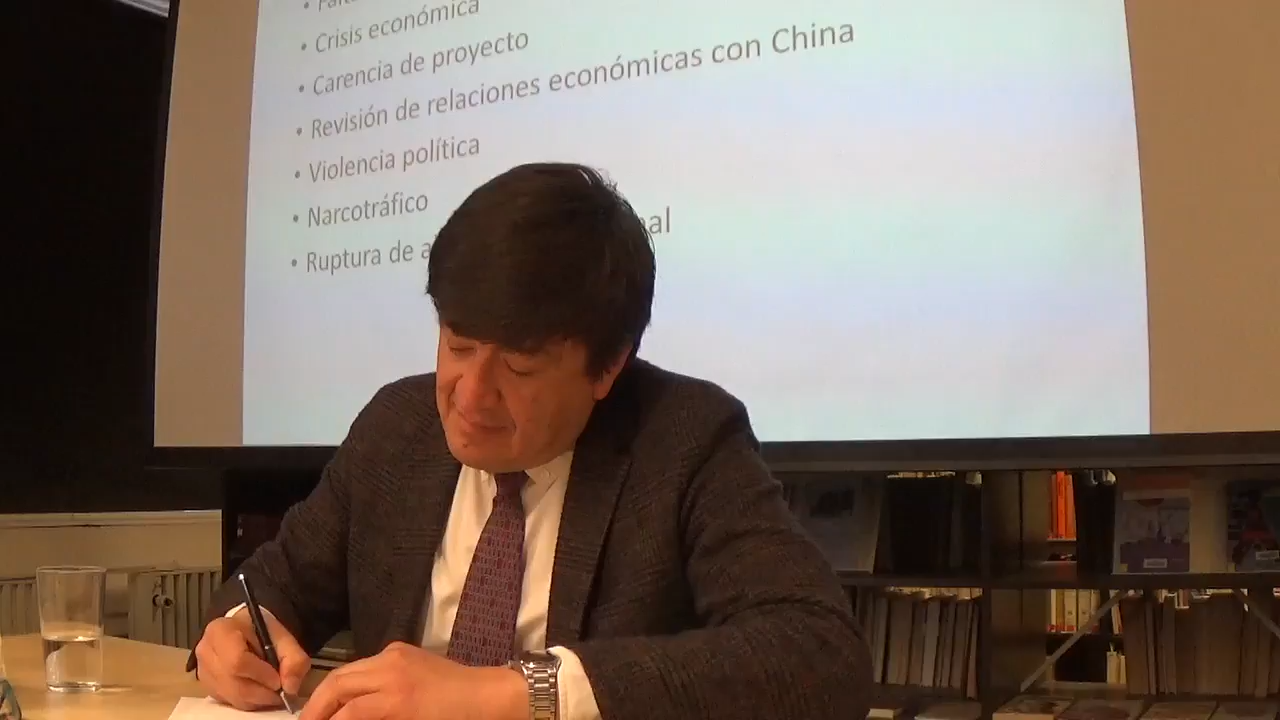 • Crisis económica
• Carencia de proyecto
• Revisión de relaciones económicas con China
• Violencia política
• Narcotráfico
• Ruptura de